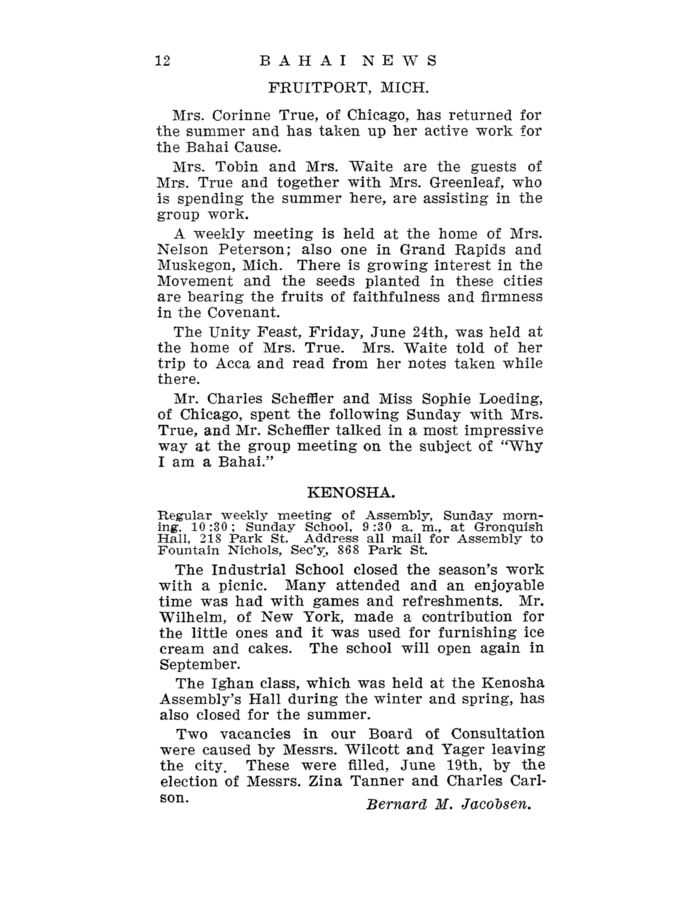 12 BAHAI NEWS
FRUITPORT, MICH.
Mrs. Corinne True, of Chicago, has returned for
the summer and has taken up her active work for
the Bahai Cause.
Mrs. Tobin and Mrs. Waite are the guests of
Mrs. True and together with Mrs. Greenleaf, who
is spending the summer here, are assisting in the
group work.
A weekly meeting is held at the home of Mrs.
Nelson Peterson; also one in Grand Rapids and
Muskegon, Mich. There is growing interest in the
Movement and the seeds planted in these cities
are bearing the fruits of faithfulness and firmness
in the Covenant.
The Unity Feast, Friday, June 24th, was held at
the home of Mrs. True. Mrs. Waite told of her
trip to Acca and read from her notes taken while
there.
Mr. Charles Scheffler and Miss Sophie Loeding,
of Chicago, spent the following Sunday with Mrs.
True, and Mr. Scheffler talked in a most impressive
way at the group meeting on the subject of "Why
I am a Bahai."
KENOSHA.
Regular weekly meeting of Assembly, Sunday morn-
ing, 10:30; Sunday School, 9:30 a. m., at Gronquish
Hall, 218 Park St. Address all mail for Assembly to
Fountain Nichols, Sec'y, 868 Park St.
The Industrial School closed the season's work
with a picnic. Many attended and an enjoyable
time was had with games and refreshments. Mr.
Wilhelm, of New York, made a contribution for
the little ones and it was used for furnishing ice
cream and cakes. The school will open again in
September.
The Ighan class, which was held at the Kenosha
Assembly's Hall during the winter and spring, has
also closed for the summer.
Two vacancies in our Board of Consultation
were caused by Messrs. Wilcott and Yager leaving
the city. These were filled, June 19th, by the
election of Messrs. Zina Tanner and Charles Carl-
son. Bernard M. Jacobsen.